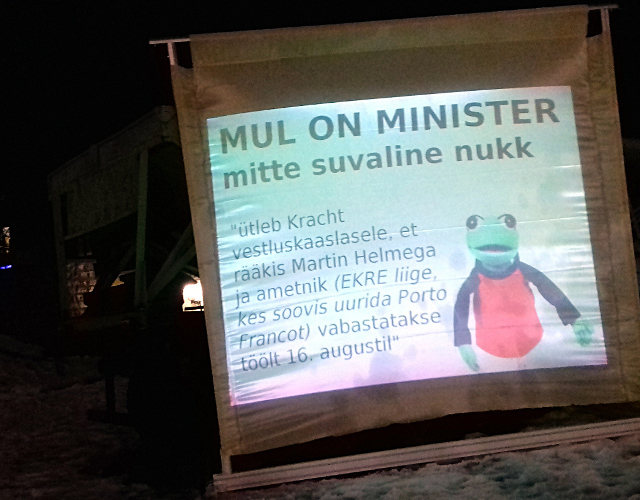 MUL ON MINISTER
mitte suvaline nukk
"ütleb Kracht
vestluskaaslasele, et
rääkis Martin Helmega
ja ametnik (EKRE liige,
kes soovis uurida Porto
Francot) vabastatakse
töölt 16. augustil"